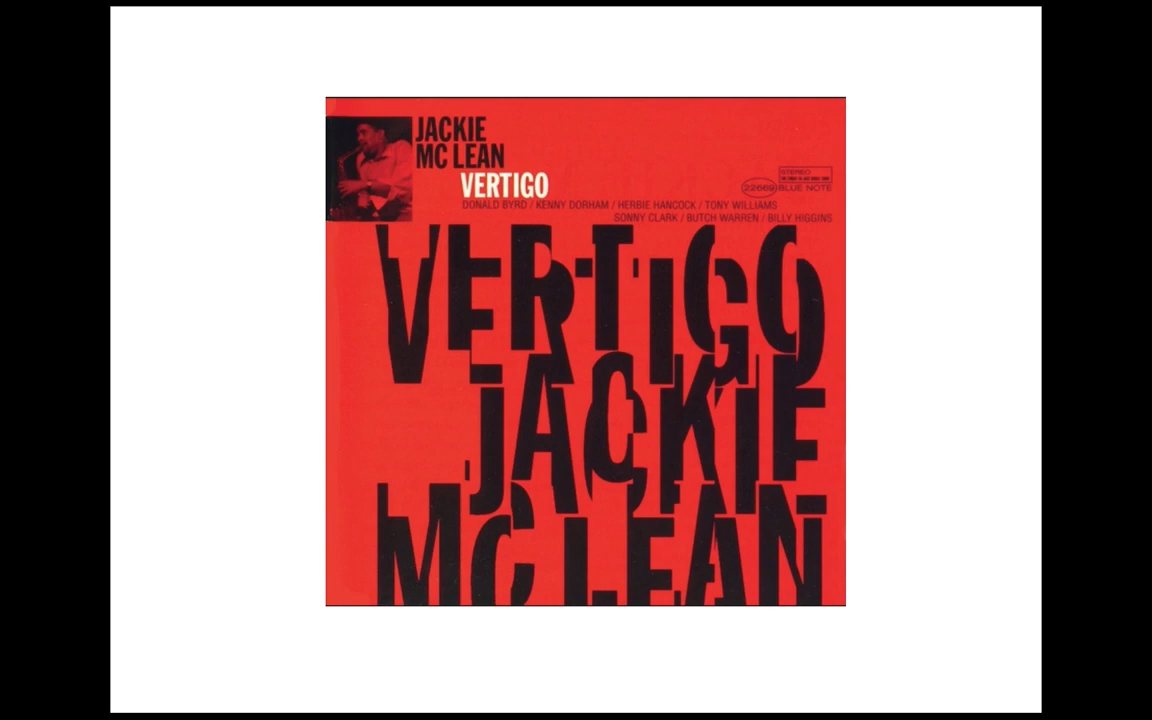 JACKIE
MC LEAN
VERTIGO
STEREO
22669 BLUE NOTE
DONALD BYRD / KENNY DORHAM / HERBIE HANCOCK / TONY WILLIAMS
SONNY CLARK / BUTCH WARREN / BILLY HIGGINS
VERTIGO
JACKIE
MC LEAN